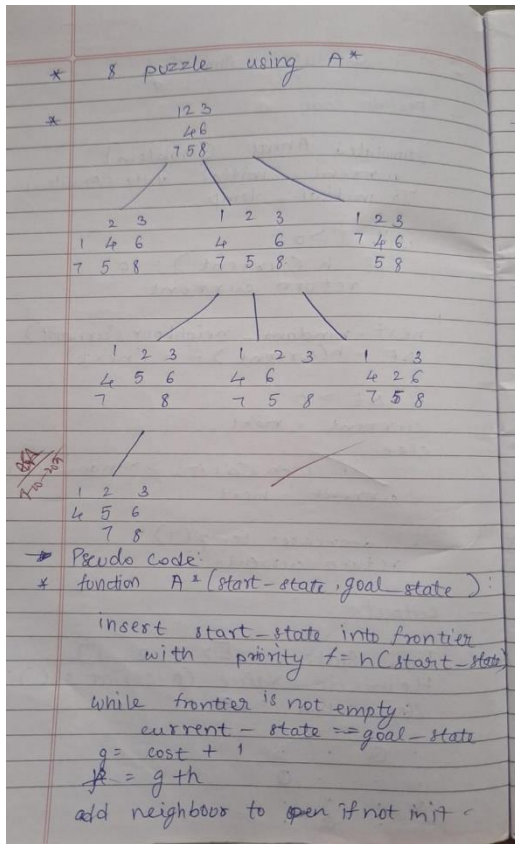 * 8 puzzle using A*
* 1 2 3
4 6
7 5 8
2 3 1 2 3 1 2 3
1 4 6 4 6 7 4 6
7 5 8 7 5 8 5 8
1 2 3 1 2 3 1 3
4 5 6 4 6 4 2 6
7 8 7 5 8 7 5 8
1 2 3
4 5 6
7 8
Pseudo code:
* function A* (start-state, goal_state):
insert start-state into frontier
with priority f = h(start-state)
while frontier is not empty:
current-state == goal-state
g = cost + 1
= g+h
add neighbour to open if not init.